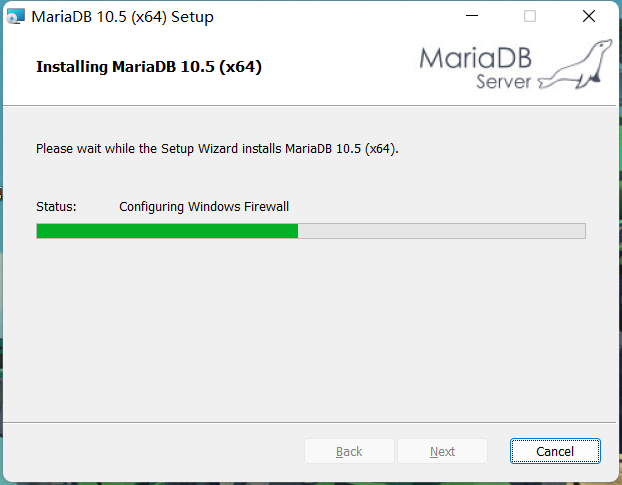 MariaDB 10.5 (x64) Setup
Installing MariaDB 10.5 (x64)
MariaDB
Server
Please wait while the Setup Wizard installs MariaDB 10.5 (x64).
Status: Configuring Windows Firewall
Back Next Cancel